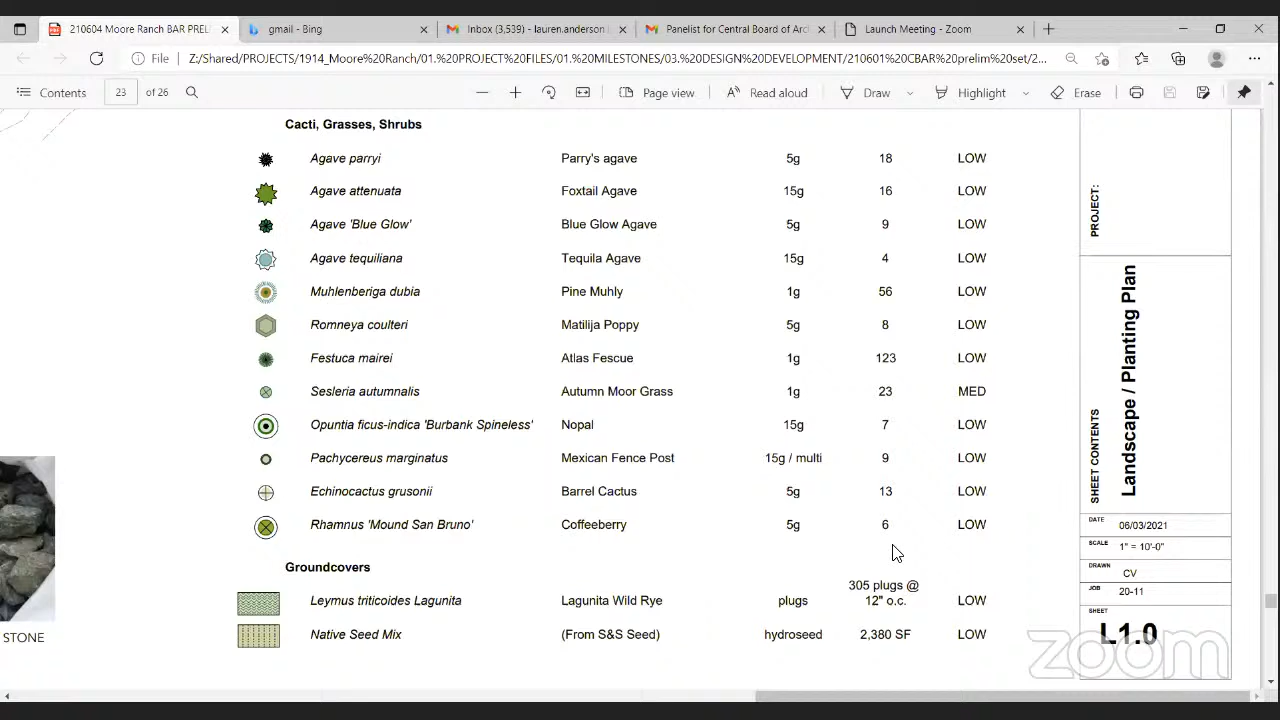 210604 Moore Ranch BAR PREL
gmail - Bing
Inbox (3,539) - lauren.anderson
Panelist for Central Board of Arc
Launch Meeting - Zoom
File
Z:/Shared/PROJECTS/1914_Moore%20Ranch/01.%20PROJECT%20FILES/01.%20MILESTONES/03.%20DESIGN%20DEVELOPMENT/210601%20CBAR%20prelim%20set/2...
Contents 23 of 26 Page view Read aloud Draw Highlight Erase
Cacti, Grasses, Shrubs
Agave parryi Parry's agave 5g 18 LOW
Agave attenuata Foxtail Agave 15g 16 LOW
Agave 'Blue Glow' Blue Glow Agave 5g 9 LOW
Agave tequiliana Tequila Agave 15g 4 LOW
Muhlenberiga dubia Pine Muhly 1g 56 LOW
Romneya coulteri Matilija Poppy 5g 8 LOW
Festuca mairei Atlas Fescue 1g 123 LOW
Sesleria autumnalis Autumn Moor Grass 1g 23 MED
Opuntia ficus-indica 'Burbank Spineless' Nopal 15g 7 LOW
Pachycereus marginatus Mexican Fence Post 15g / multi 9 LOW
Echinocactus grusonii Barrel Cactus 5g 13 LOW
Rhamnus 'Mound San Bruno' Coffeeberry 5g 6 LOW
Groundcovers
305 plugs @
Leymus triticoides Lagunita Lagunita Wild Rye plugs 12" o.c. LOW
Native Seed Mix (From S&S Seed) hydroseed 2,380 SF LOW
STONE
PROJECT:
SHEET CONTENTS
Landscape / Planting Plan
DATE 06/03/2021
SCALE 1" = 10'-0"
DRAWN CV
JOB 20-11
SHEET
L1.0
zoom